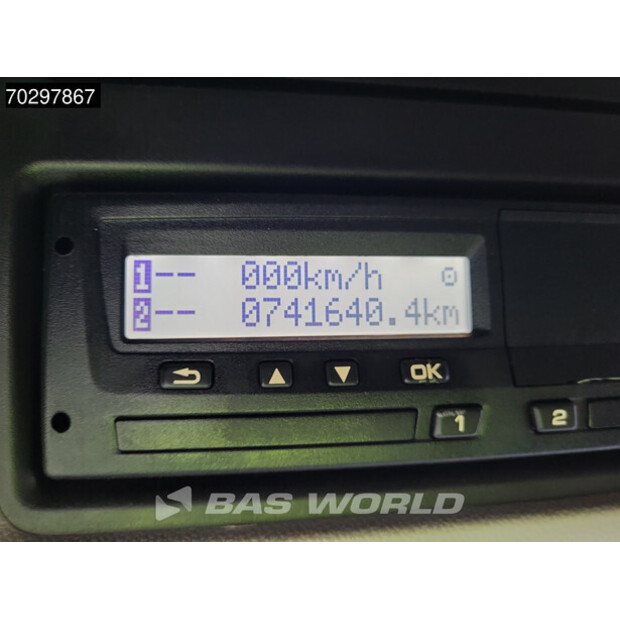 70297867
1-- 000km/h
2-- 0741640.4km
OK
1 2
BAS WORLD